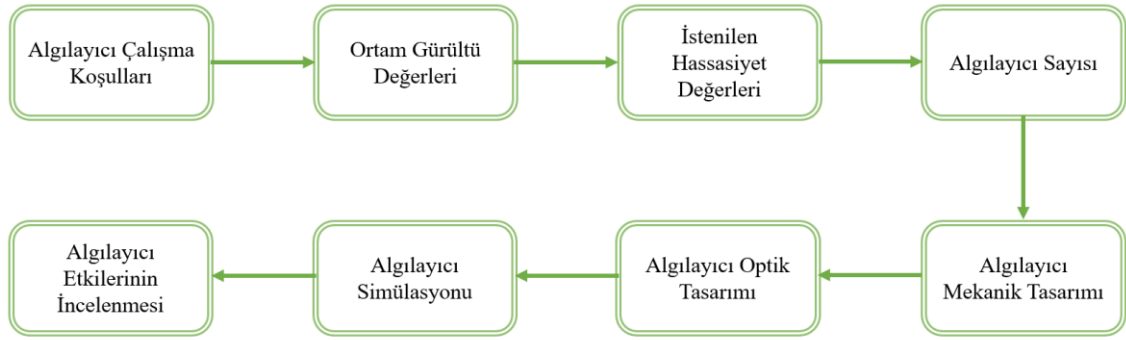 Algılayıcı Çalışma
Koşulları
Ortam Gürültü
Değerleri
İstenilen
Hassasiyet
Değerleri
Algılayıcı Sayısı
Algılayıcı
Mekanik Tasarımı
Algılayıcı Optik
Tasarımı
Algılayıcı
Simülasyonu
Algılayıcı
Etkilerinin
İncelenmesi